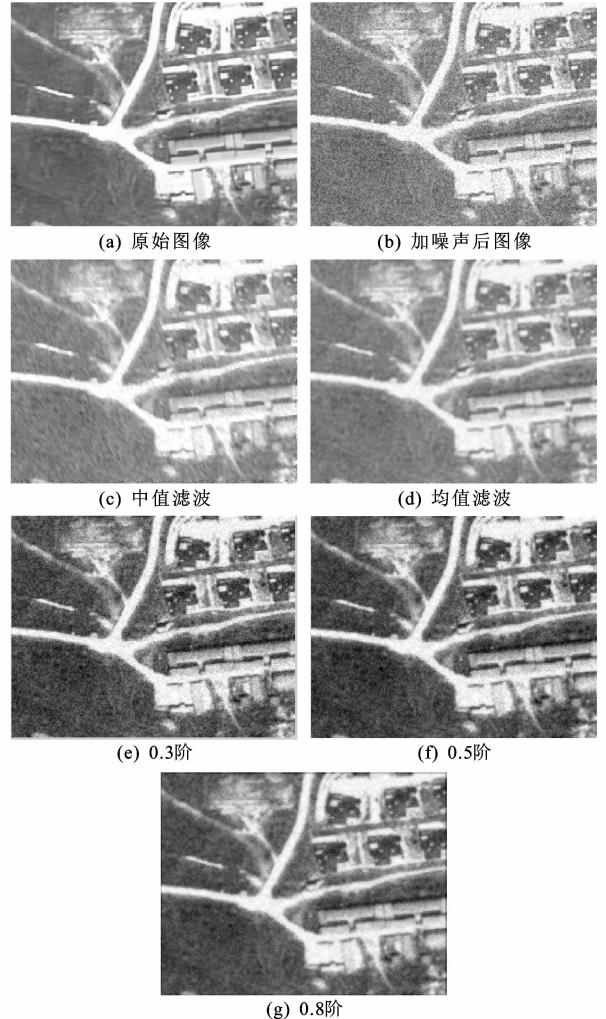 (a) 原始图像
(b) 加噪声后图像
(c) 中值滤波
(d) 均值滤波
(e) 0.3阶
(f) 0.5阶
(g) 0.8阶